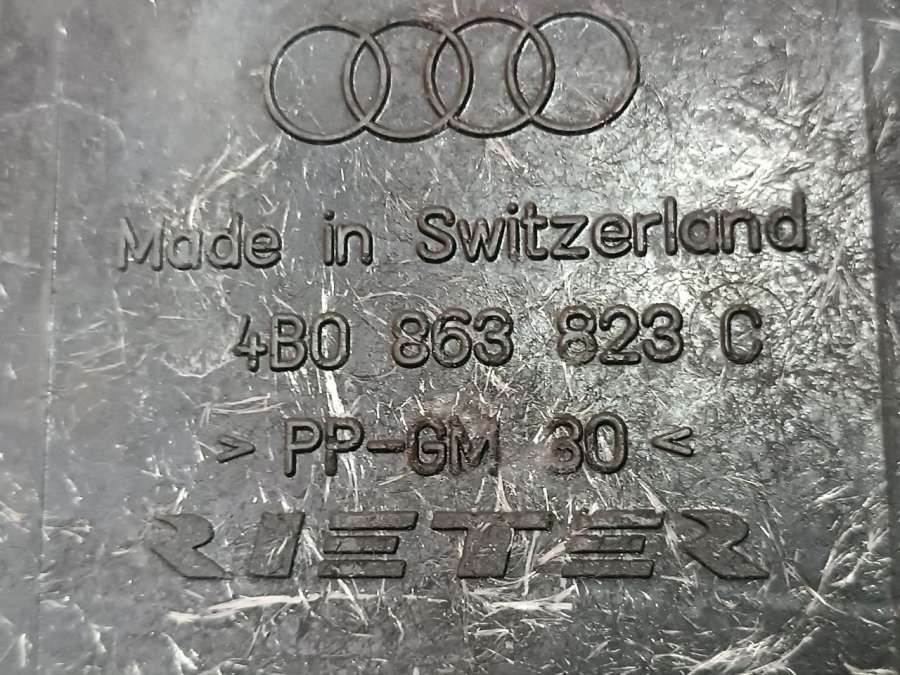 Made in Switzerland
4B0 863 823 C
> PP-GM 30 <
RIETER